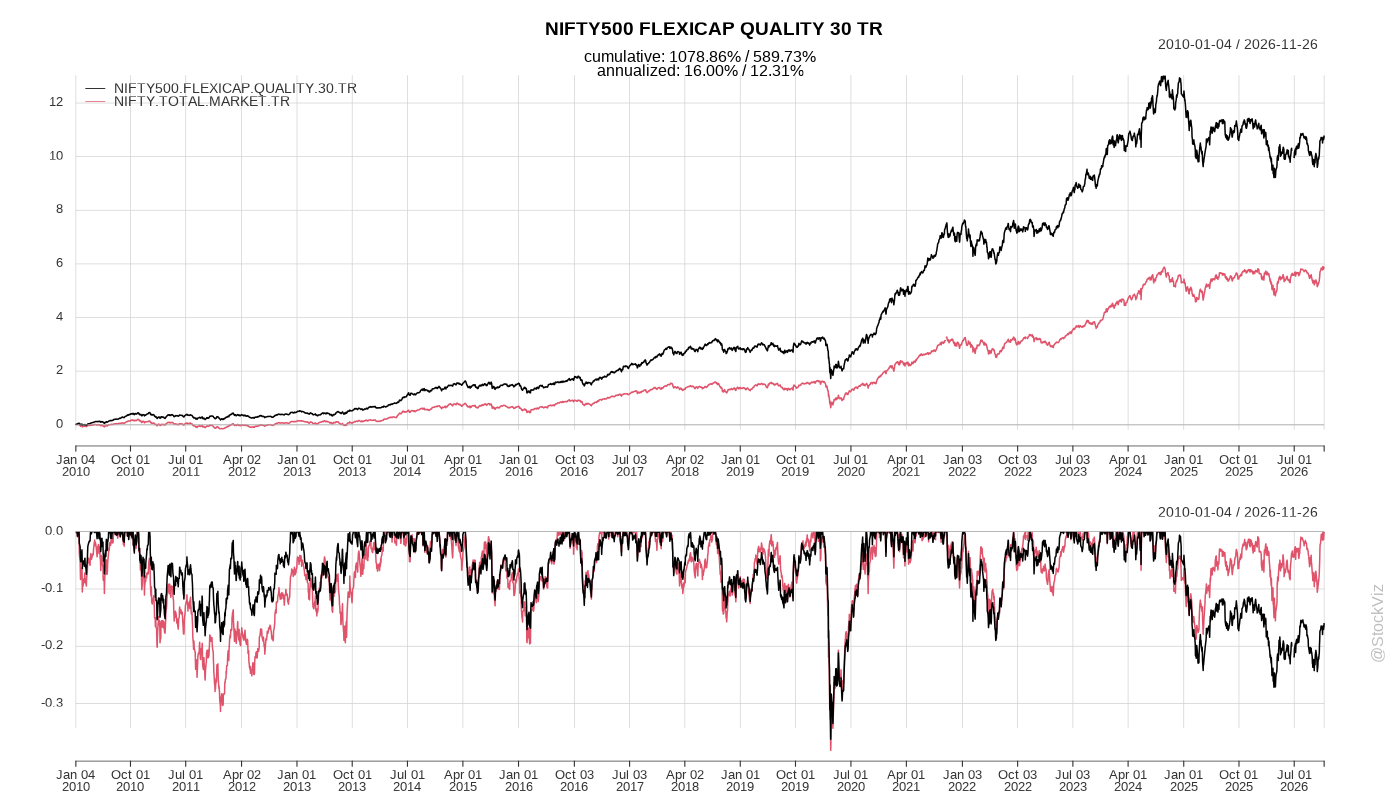 NIFTY500 FLEXICAP QUALITY 30 TR
cumulative: 1078.86% / 589.73%
annualized: 16.00% / 12.31%
2010-01-04 / 2026-11-26
NIFTY500.FLEXICAP.QUALITY.30.TR
NIFTY.TOTAL.MARKET.TR
12
10
8
6
4
2
0
Jan 04 Oct 01 Jul 01 Apr 02 Jan 01 Oct 01 Jul 01 Apr 01 Jan 01 Oct 03 Jul 03 Apr 02 Jan 01 Oct 01 Jul 01 Apr 01 Jan 03 Oct 03 Jul 03 Apr 01 Jan 01 Oct 01 Jul 01
2010 2010 2011 2012 2013 2013 2014 2015 2016 2016 2017 2018 2019 2019 2020 2021 2022 2022 2023 2024 2025 2025 2026
2010-01-04 / 2026-11-26
0.0
-0.1
-0.2
-0.3
Jan 04 Oct 01 Jul 01 Apr 02 Jan 01 Oct 01 Jul 01 Apr 01 Jan 01 Oct 03 Jul 03 Apr 02 Jan 01 Oct 01 Jul 01 Apr 01 Jan 03 Oct 03 Jul 03 Apr 01 Jan 01 Oct 01 Jul 01
2010 2010 2011 2012 2013 2013 2014 2015 2016 2016 2017 2018 2019 2019 2020 2021 2022 2022 2023 2024 2025 2025 2026
@StockViz